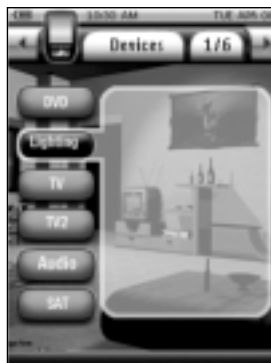 10:30 AM
Devices
1/6
DVD
Lighting
TV
TV2
Audio
SAT